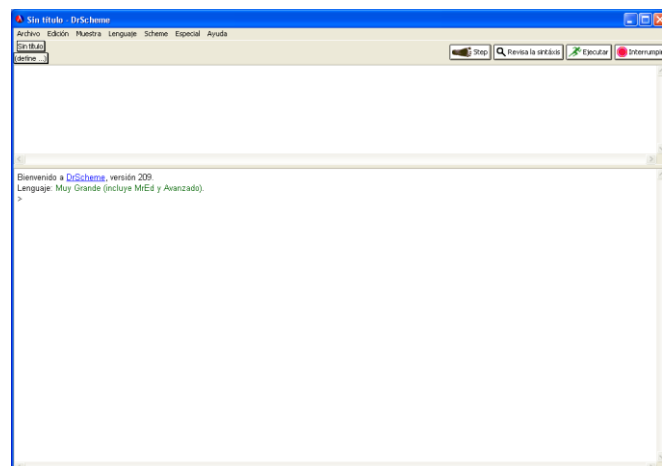 Sin título - DrScheme
Archivo Edición Muestra Lenguaje Scheme Especial Ayuda
Sin título
(define ...)
Step Revisa la sintáxis Ejecutar Interrumpir
Bienvenido a DrScheme, versión 209.
Lenguaje: Muy Grande (incluye MrEd y Avanzado).
>